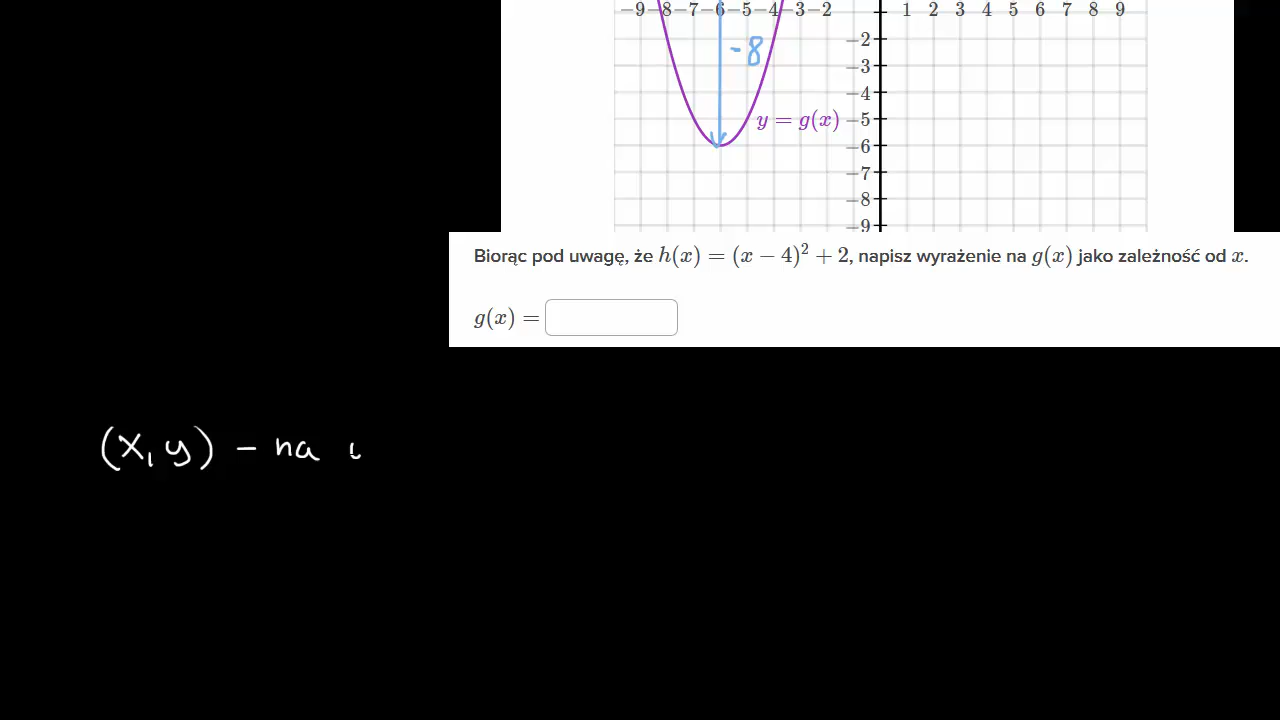 −9 −8 −7 −6 −5 −4 −3 −2 1 2 3 4 5 6 7 8 9
−2
-8
−3
−4
y = g(x) −5
−6
−7
−8
−9
Biorąc pod uwagę, że h(x) = (x − 4)² + 2, napisz wyrażenie na g(x) jako zależność od x.
g(x) =
(x, y) – na